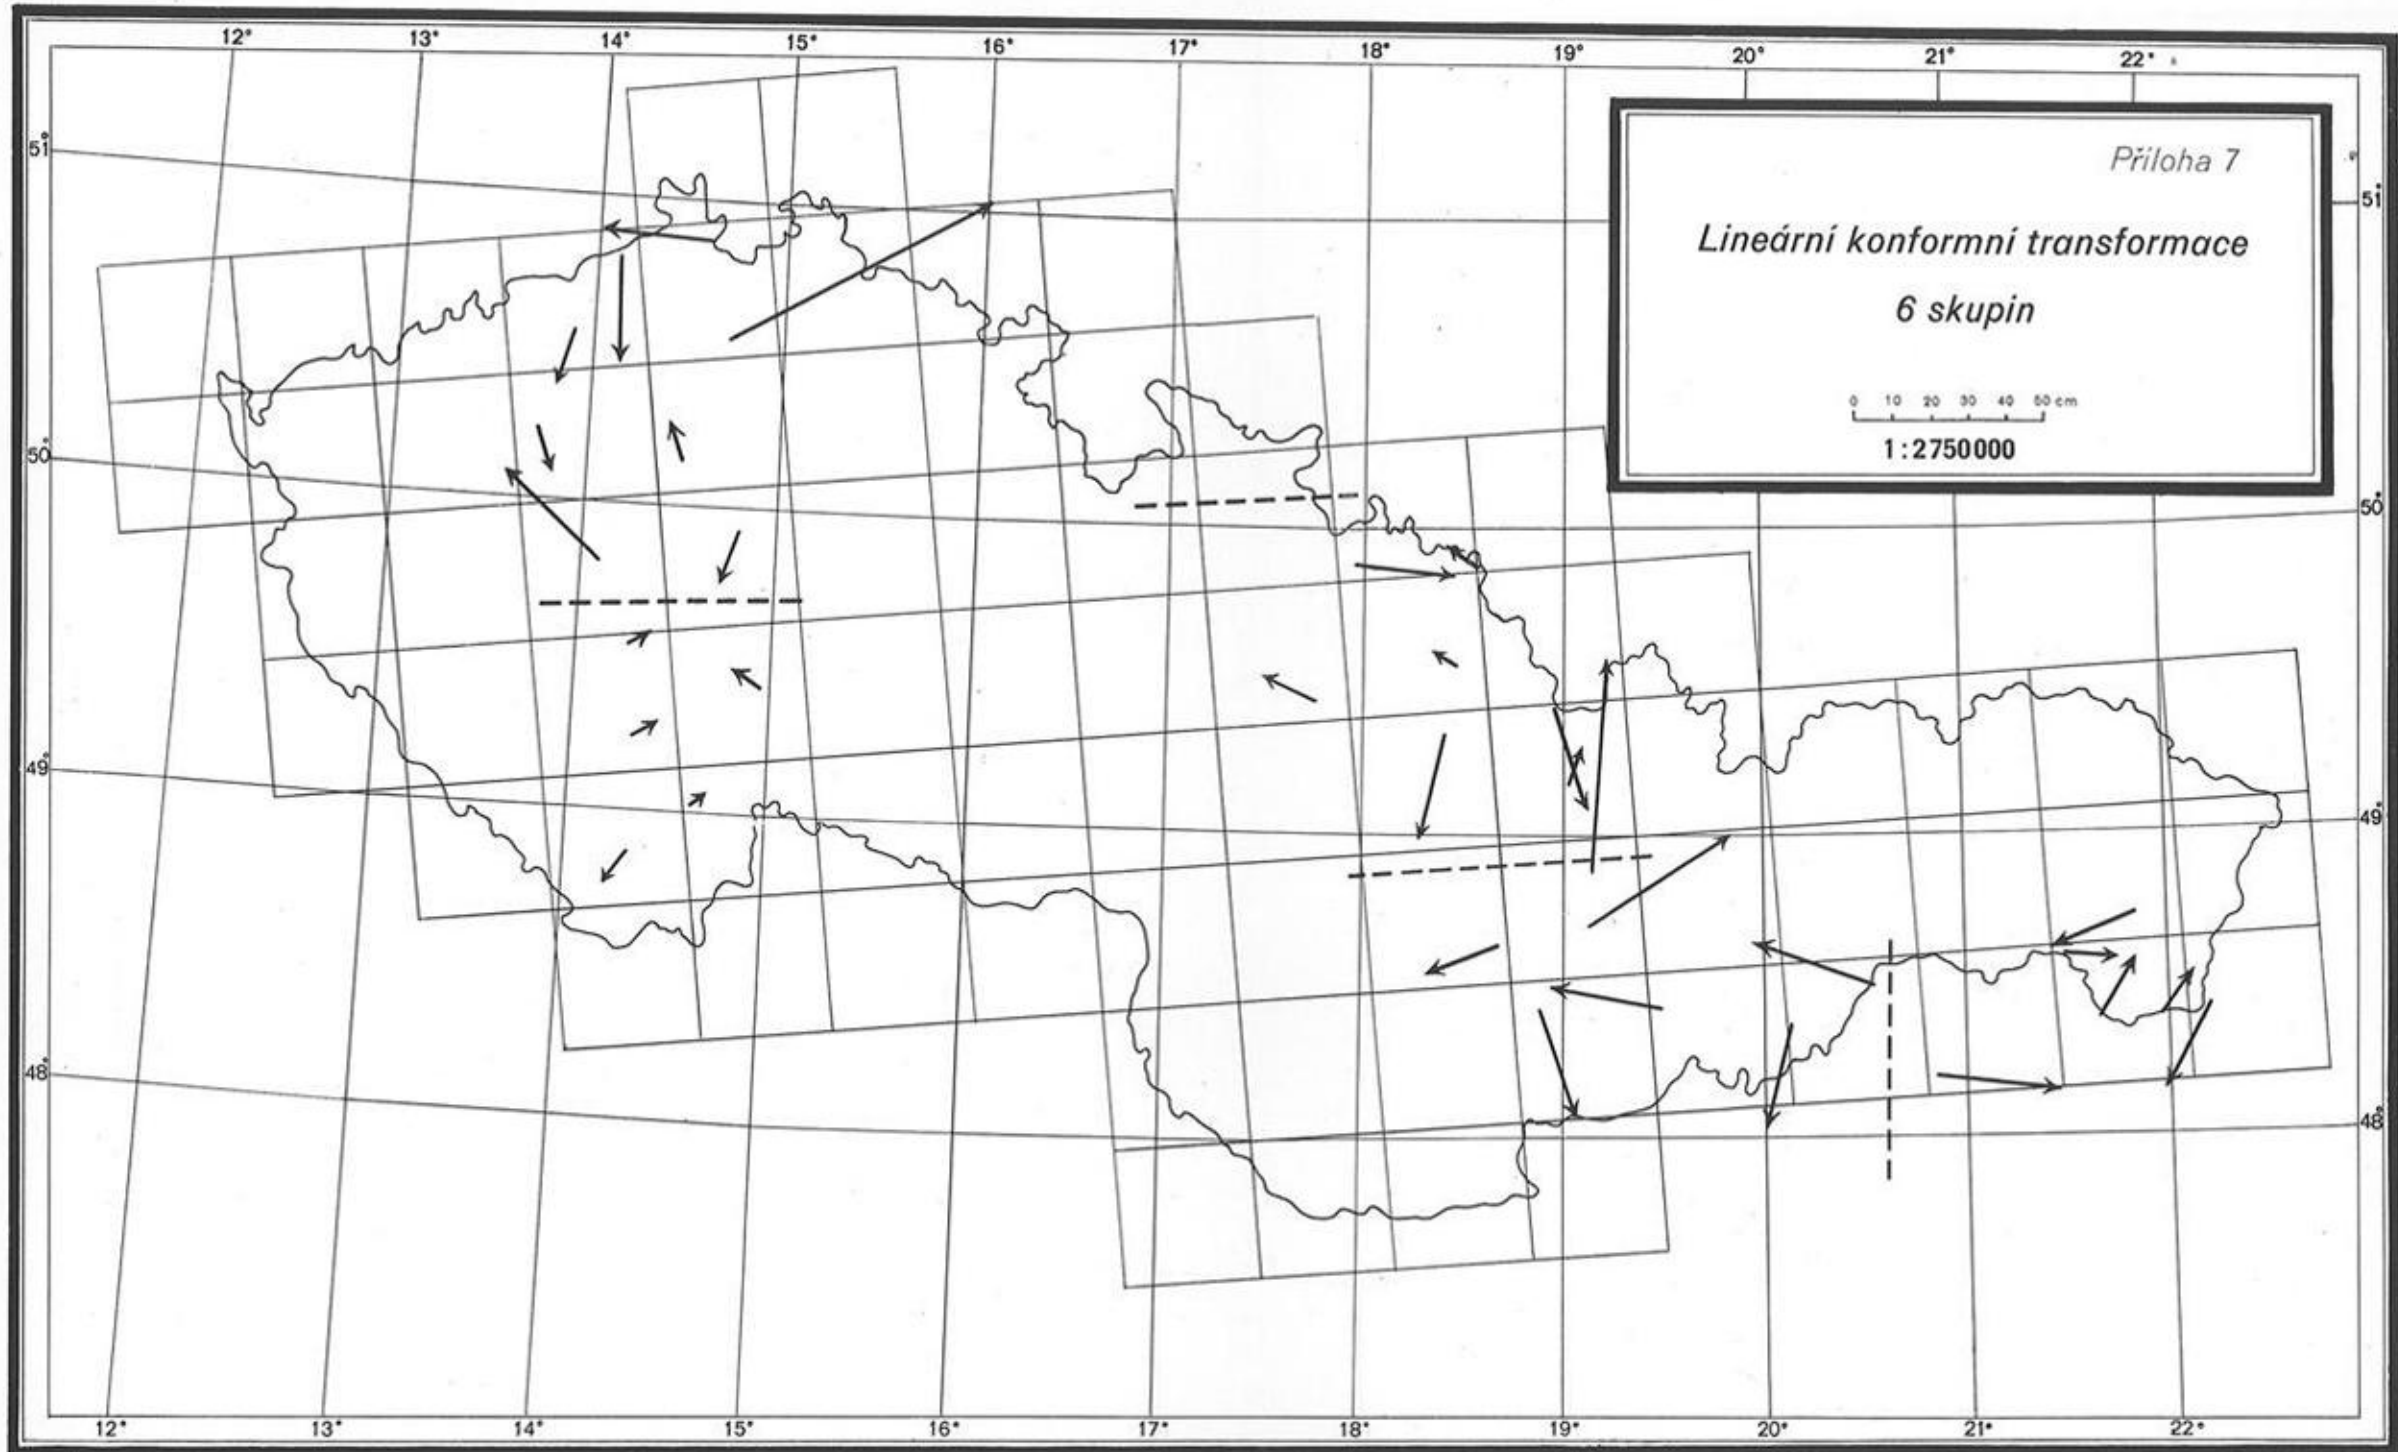 12° 13° 14° 15° 16° 17° 18° 19° 20° 21° 22°
51° 51°
50° 50°
49° 49°
48° 48°
Příloha 7
Lineární konformní transformace
6 skupin
0 10 20 30 40 50 cm
1:2750000
12° 13° 14° 15° 16° 17° 18° 19° 20° 21° 22°